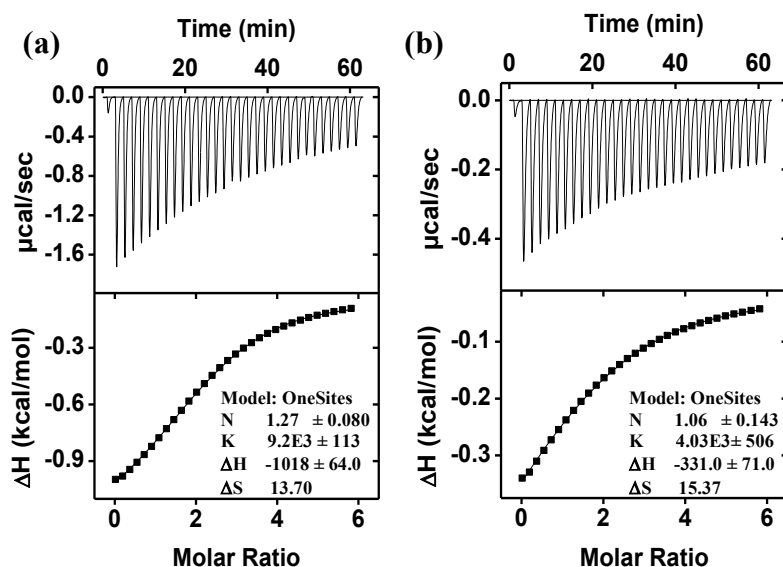 (a)
Time (min)
0 20 40 60
0.0
-0.4
-0.8
-1.2
-1.6
µcal/sec
-0.3
-0.6
-0.9
ΔH (kcal/mol)
Model: OneSites
N 1.27 ± 0.080
K 9.2E3 ± 113
ΔH -1018 ± 64.0
ΔS 13.70
0 2 4 6
Molar Ratio
(b)
Time (min)
0 20 40 60
0.0
-0.2
-0.4
µcal/sec
-0.1
-0.2
-0.3
ΔH (kcal/mol)
Model: OneSites
N 1.06 ± 0.143
K 4.03E3± 506
ΔH -331.0 ± 71.0
ΔS 15.37
0 2 4 6
Molar Ratio